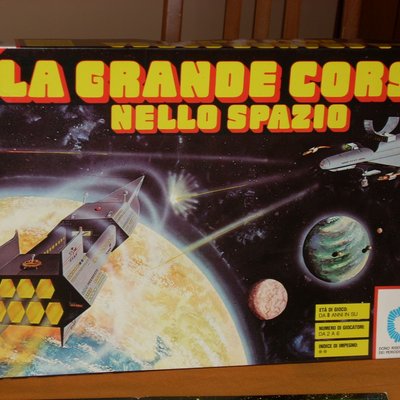 LA GRANDE CORS
NELLO SPAZIO
ETÀ DI GIOCO:
DA 8 ANNI IN SU
NUMERO DI GIOCATORI:
DA 2 A 6
INDICE DI IMPEGNO: